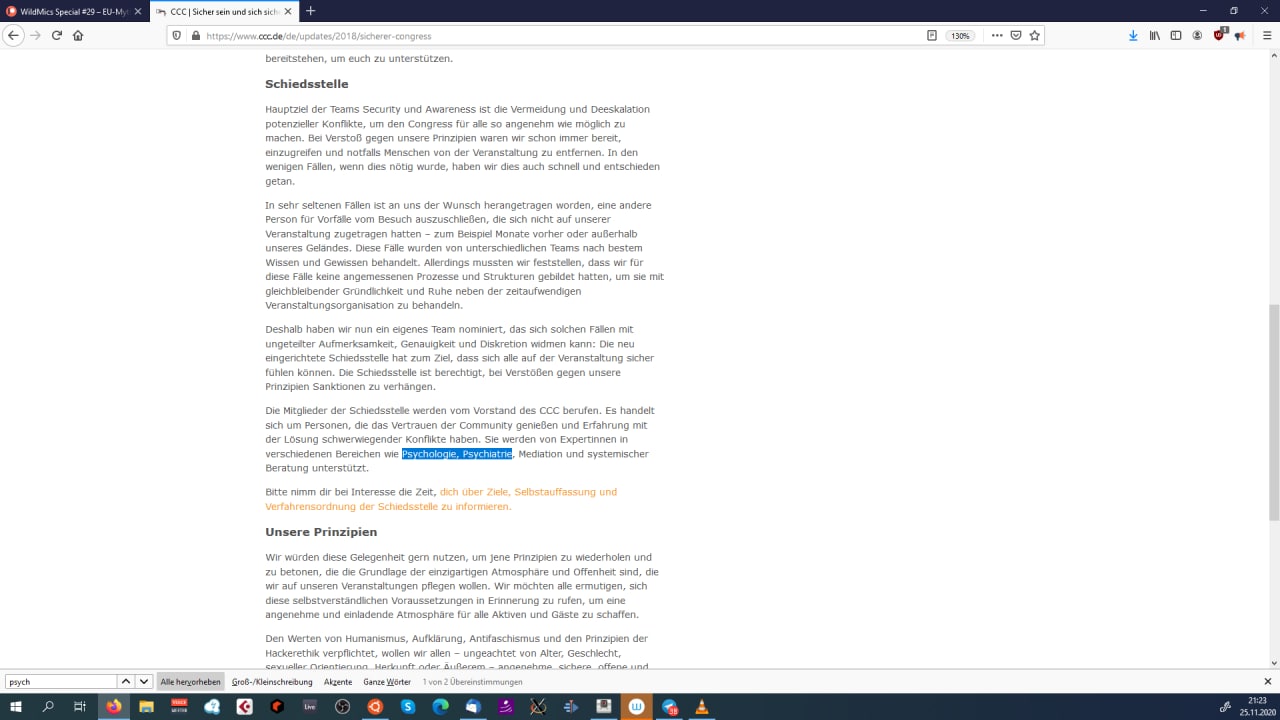 WildMics Special #29 – EU-Myt
CCC | Sicher sein und sich siche
https://www.ccc.de/de/updates/2018/sicherer-congress
130%
1
bereitstehen, um euch zu unterstützen.
Schiedsstelle
Hauptziel der Teams Security und Awareness ist die Vermeidung und Deeskalation
potenzieller Konflikte, um den Congress für alle so angenehm wie möglich zu
machen. Bei Verstoß gegen unsere Prinzipien waren wir schon immer bereit,
einzugreifen und notfalls Menschen von der Veranstaltung zu entfernen. In den
wenigen Fällen, wenn dies nötig wurde, haben wir dies auch schnell und entschieden
getan.
In sehr seltenen Fällen ist an uns der Wunsch herangetragen worden, eine andere
Person für Vorfälle vom Besuch auszuschließen, die sich nicht auf unserer
Veranstaltung zugetragen hatten – zum Beispiel Monate vorher oder außerhalb
unseres Geländes. Diese Fälle wurden von unterschiedlichen Teams nach bestem
Wissen und Gewissen behandelt. Allerdings mussten wir feststellen, dass wir für
diese Fälle keine angemessenen Prozesse und Strukturen gebildet hatten, um sie mit
gleichbleibender Gründlichkeit und Ruhe neben der zeitaufwendigen
Veranstaltungsorganisation zu behandeln.
Deshalb haben wir nun ein eigenes Team nominiert, das sich solchen Fällen mit
ungeteilter Aufmerksamkeit, Genauigkeit und Diskretion widmen kann: Die neu
eingerichtete Schiedsstelle hat zum Ziel, dass sich alle auf der Veranstaltung sicher
fühlen können. Die Schiedsstelle ist berechtigt, bei Verstößen gegen unsere
Prinzipien Sanktionen zu verhängen.
Die Mitglieder der Schiedsstelle werden vom Vorstand des CCC berufen. Es handelt
sich um Personen, die das Vertrauen der Community genießen und Erfahrung mit
der Lösung schwerwiegender Konflikte haben. Sie werden von Expertinnen in
verschiedenen Bereichen wie Psychologie, Psychiatrie, Mediation und systemischer
Beratung unterstützt.
Bitte nimm dir bei Interesse die Zeit, dich über Ziele, Selbstauffassung und
Verfahrensordnung der Schiedsstelle zu informieren.
Unsere Prinzipien
Wir würden diese Gelegenheit gern nutzen, um jene Prinzipien zu wiederholen und
zu betonen, die die Grundlage der einzigartigen Atmosphäre und Offenheit sind, die
wir auf unseren Veranstaltungen pflegen wollen. Wir möchten alle ermutigen, sich
diese selbstverständlichen Voraussetzungen in Erinnerung zu rufen, um eine
angenehme und einladende Atmosphäre für alle Aktiven und Gäste zu schaffen.
Den Werten von Humanismus, Aufklärung, Antifaschismus und den Prinzipien der
Hackerethik verpflichtet, wollen wir allen – ungeachtet von Alter, Geschlecht,
sexueller Orientierung, Herkunft oder Äußerem – angenehme, sichere, offene und
psych
Alle hervorheben
Groß-/Kleinschreibung
Akzente
Ganze Wörter
1 von 2 Übereinstimmungen
Live
21:23
25.11.2020